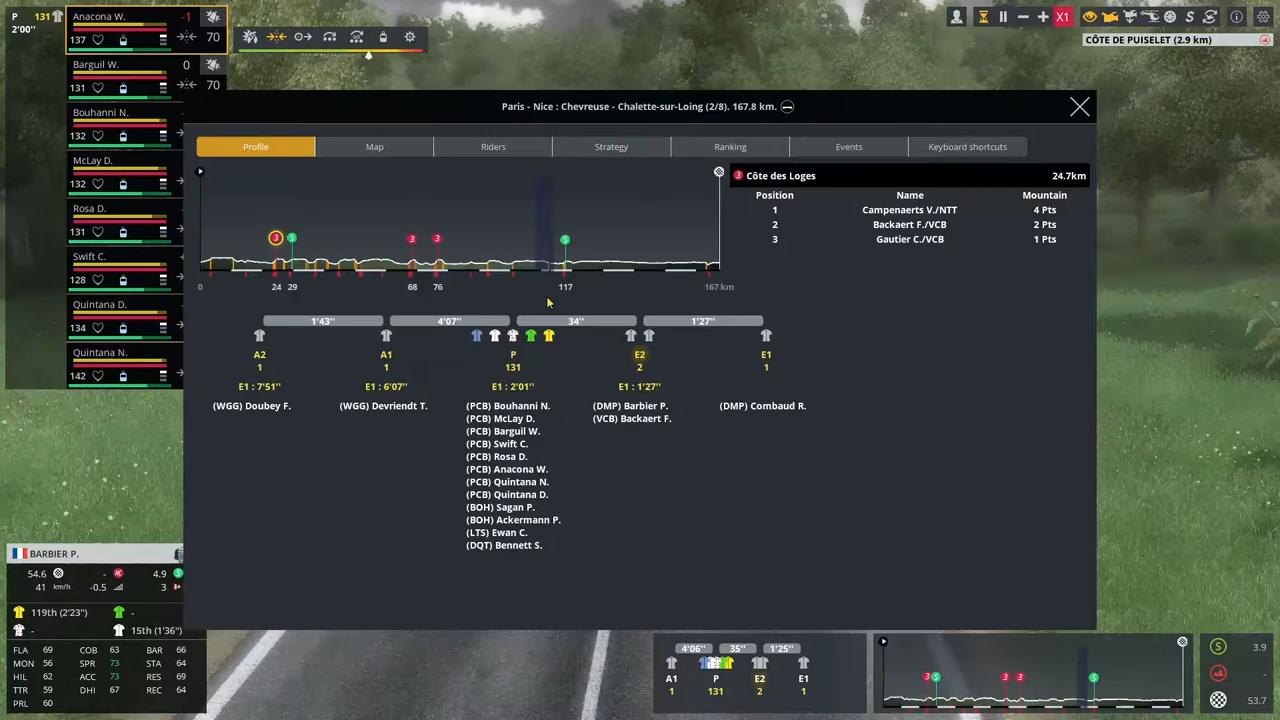 P 131
2'00''
Anacona W. -1
137 70
Barguil W. 0
131 70
Bouhanni N.
132
McLay D.
132
Rosa D.
131
Swift C.
128
Quintana D.
134
Quintana N.
142
X1
CÔTE DE PUISELET (2.9 km)
Paris - Nice : Chevreuse - Chalette-sur-Loing (2/8). 167.8 km.
Profile Map Riders Strategy Ranking Events Keyboard shortcuts
3 S 3 3 S
0 24 29 68 76 117 167 km
3 Côte des Loges 24.7km
Position Name Mountain
1 Campenaerts V./NTT 4 Pts
2 Backaert F./VCB 2 Pts
3 Gautier C./VCB 1 Pts
1'43'' 4'07'' 34'' 1'27''
A2 A1 P E2 E1
1 1 131 2 1
E1 : 7'51'' E1 : 6'07'' E1 : 2'01'' E1 : 1'27''
(WGG) Doubey F. (WGG) Devriendt T. (PCB) Bouhanni N. (DMP) Barbier P. (DMP) Combaud R.
(PCB) McLay D. (VCB) Backaert F.
(PCB) Barguil W.
(PCB) Swift C.
(PCB) Rosa D.
(PCB) Anacona W.
(PCB) Quintana N.
(PCB) Quintana D.
(BOH) Sagan P.
(BOH) Ackermann P.
(LTS) Ewan C.
(DQT) Bennett S.
BARBIER P.
54.6 - HC 4.9 S
41 km/h -0.5 3
119th (2'23'') -
- 15th (1'36'')
FLA 69 COB 63 BAR 66
MON 56 SPR 73 STA 64
HIL 62 ACC 73 RES 69
TTR 59 DHI 67 REC 64
PRL 60
4'06'' 35'' 1'25''
A1 P E2 E1
1 131 2 1
3 S 3 3 S
S 3.9
-
53.7